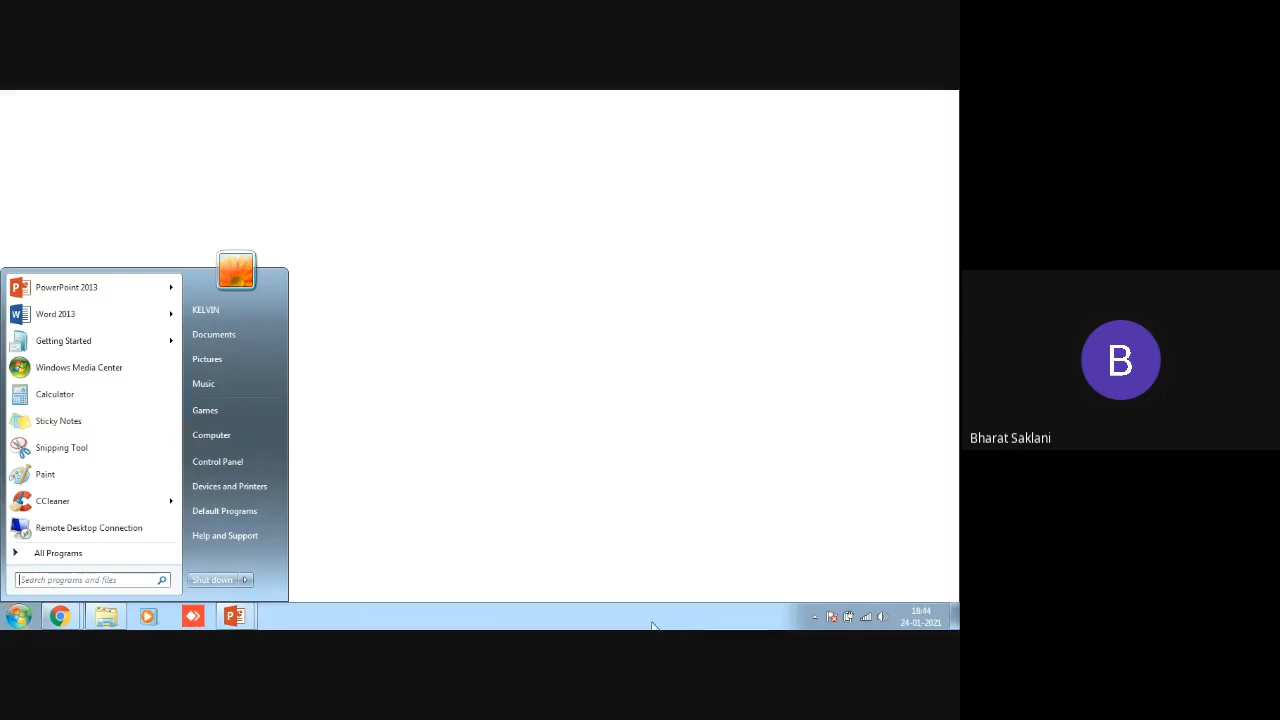 PowerPoint 2013
Word 2013
Getting Started
Windows Media Center
Calculator
Sticky Notes
Snipping Tool
Paint
CCleaner
Remote Desktop Connection
All Programs
Search programs and files
KELVIN
Documents
Pictures
Music
Games
Computer
Control Panel
Devices and Printers
Default Programs
Help and Support
Shut down
18:44
24-01-2021
B
Bharat Saklani